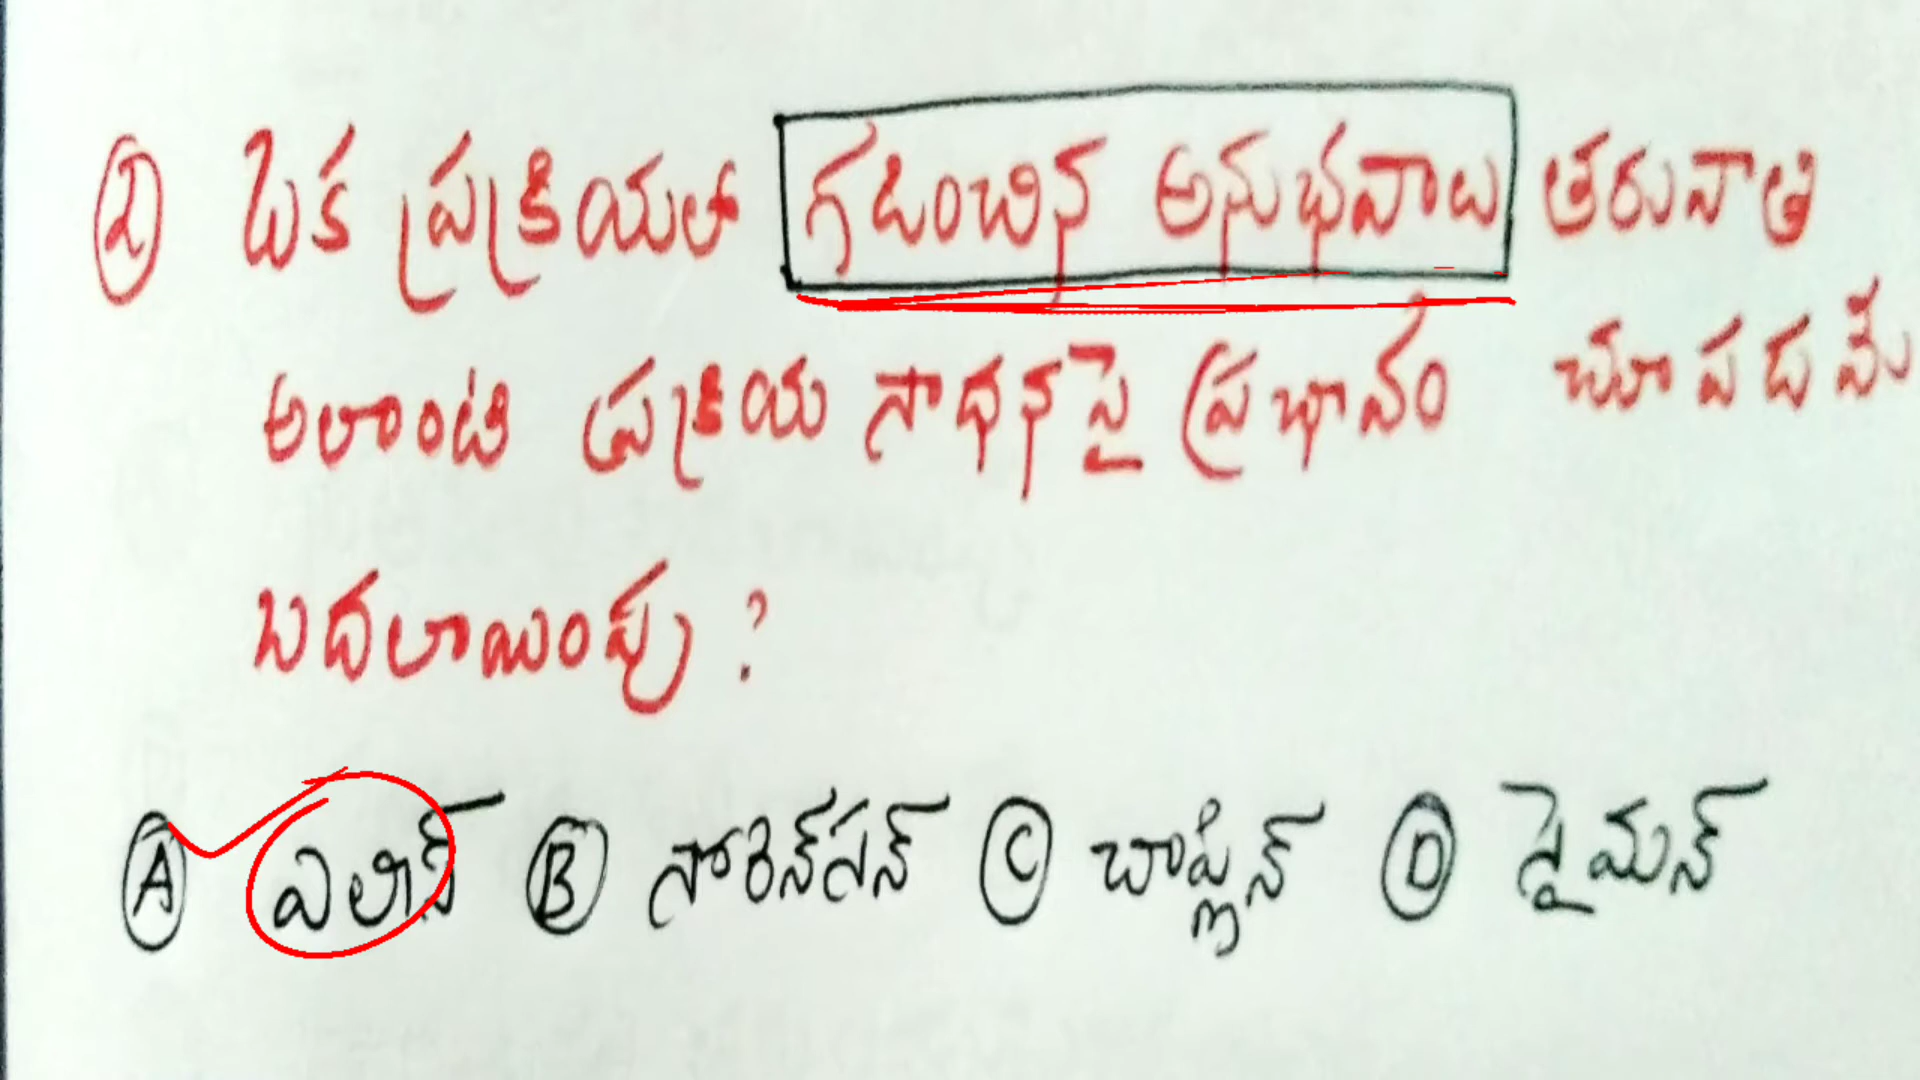 ② ఒక ప్రక్రియలో గడించిన అనుభవాలు తరువాతి
అలాంటి ప్రక్రియ సాధనపై ప్రభావం చూపడమే
బదలాయింపు ?
Ⓐ ఎలీస్ Ⓑ సోరెన్‌సన్ Ⓒ చాప్లిన్ Ⓓ సైమన్